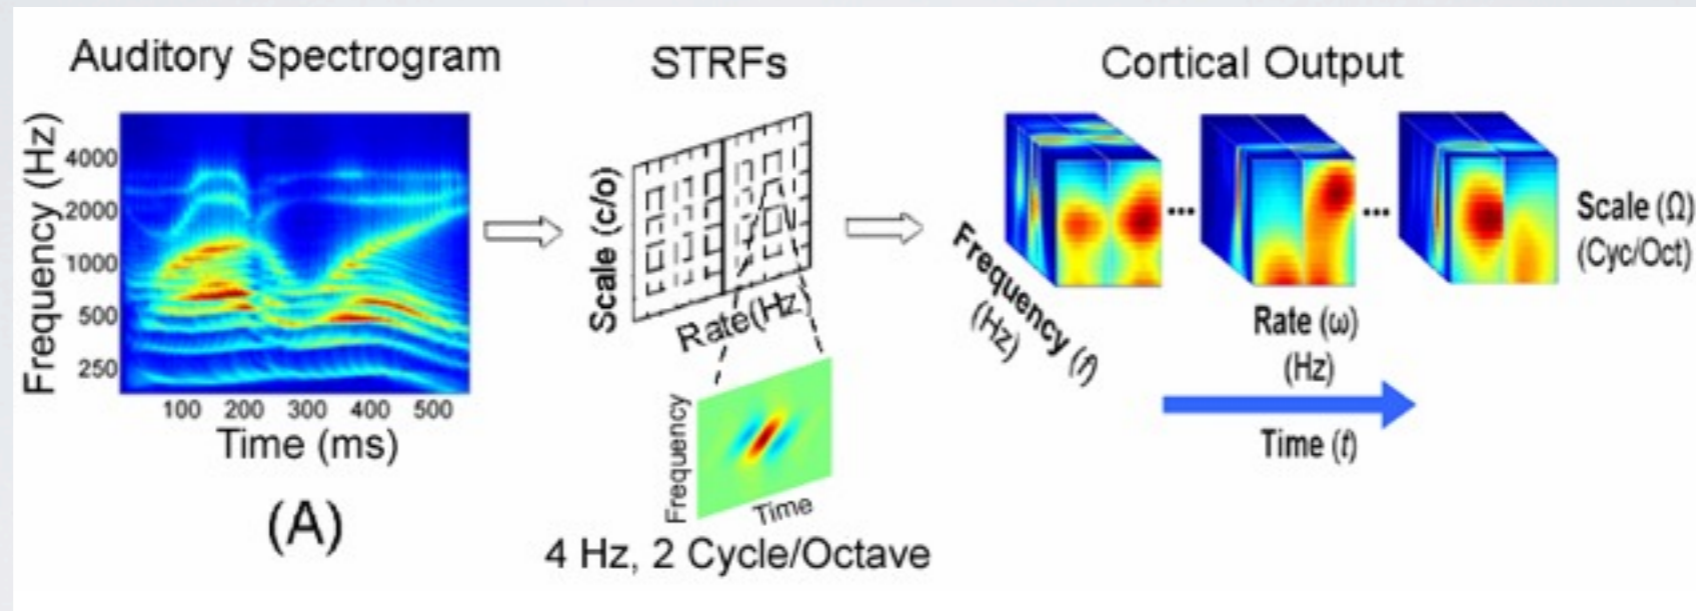 Auditory Spectrogram
Frequency (Hz)
4000
2000
1000
500
250
100 200 300 400 500
Time (ms)
(A)
STRFs
Scale (c/o)
Rate(Hz)
Frequency
Time
4 Hz, 2 Cycle/Octave
Cortical Output
...
...
Scale (Ω)
(Cyc/Oct)
Frequency (f)
(Hz)
Rate (ω)
(Hz)
Time (t)